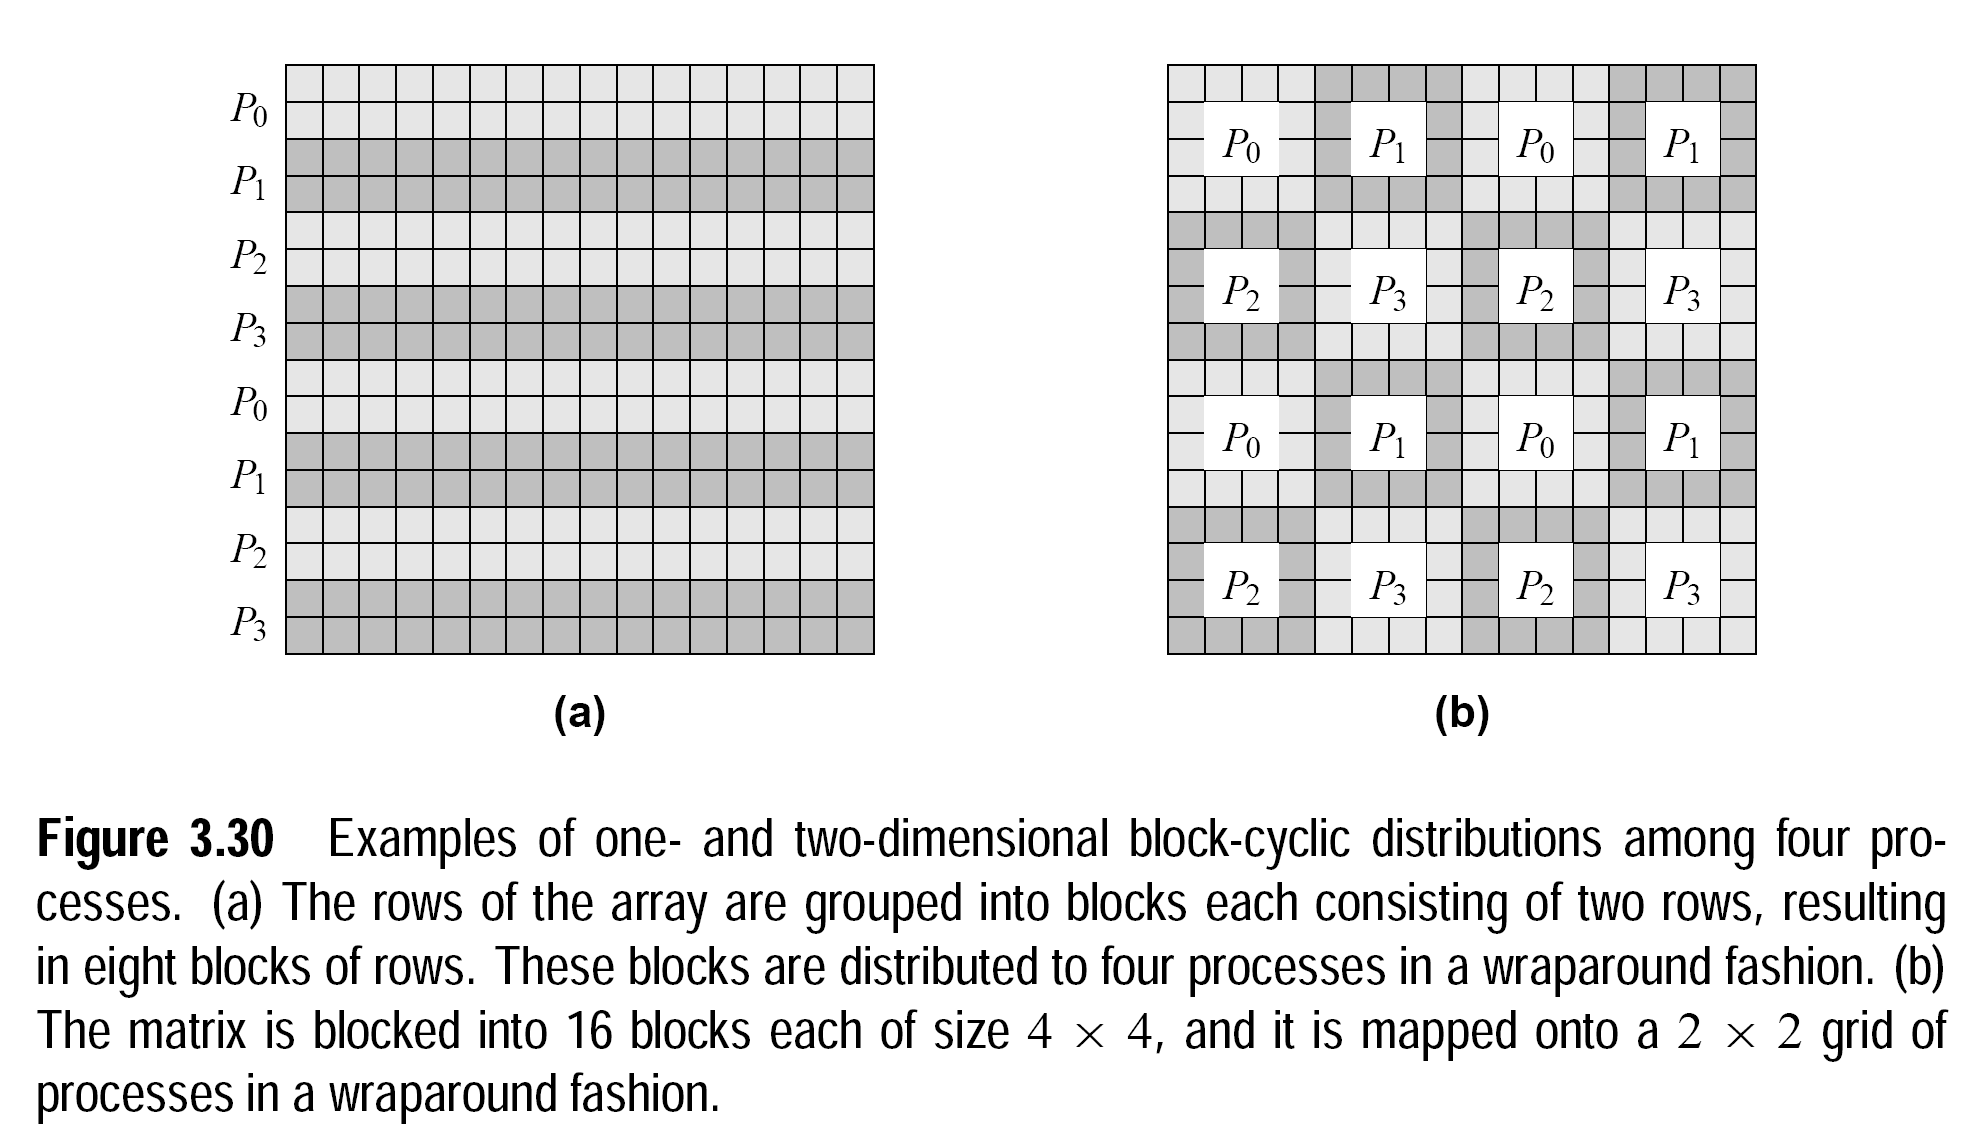 P0
P1
P2
P3
P0
P1
P2
P3
P0 P1 P0 P1
P2 P3 P2 P3
P0 P1 P0 P1
P2 P3 P2 P3
(a) (b)
Figure 3.30 Examples of one- and two-dimensional block-cyclic distributions among four pro-
cesses. (a) The rows of the array are grouped into blocks each consisting of two rows, resulting
in eight blocks of rows. These blocks are distributed to four processes in a wraparound fashion. (b)
The matrix is blocked into 16 blocks each of size 4 × 4, and it is mapped onto a 2 × 2 grid of
processes in a wraparound fashion.